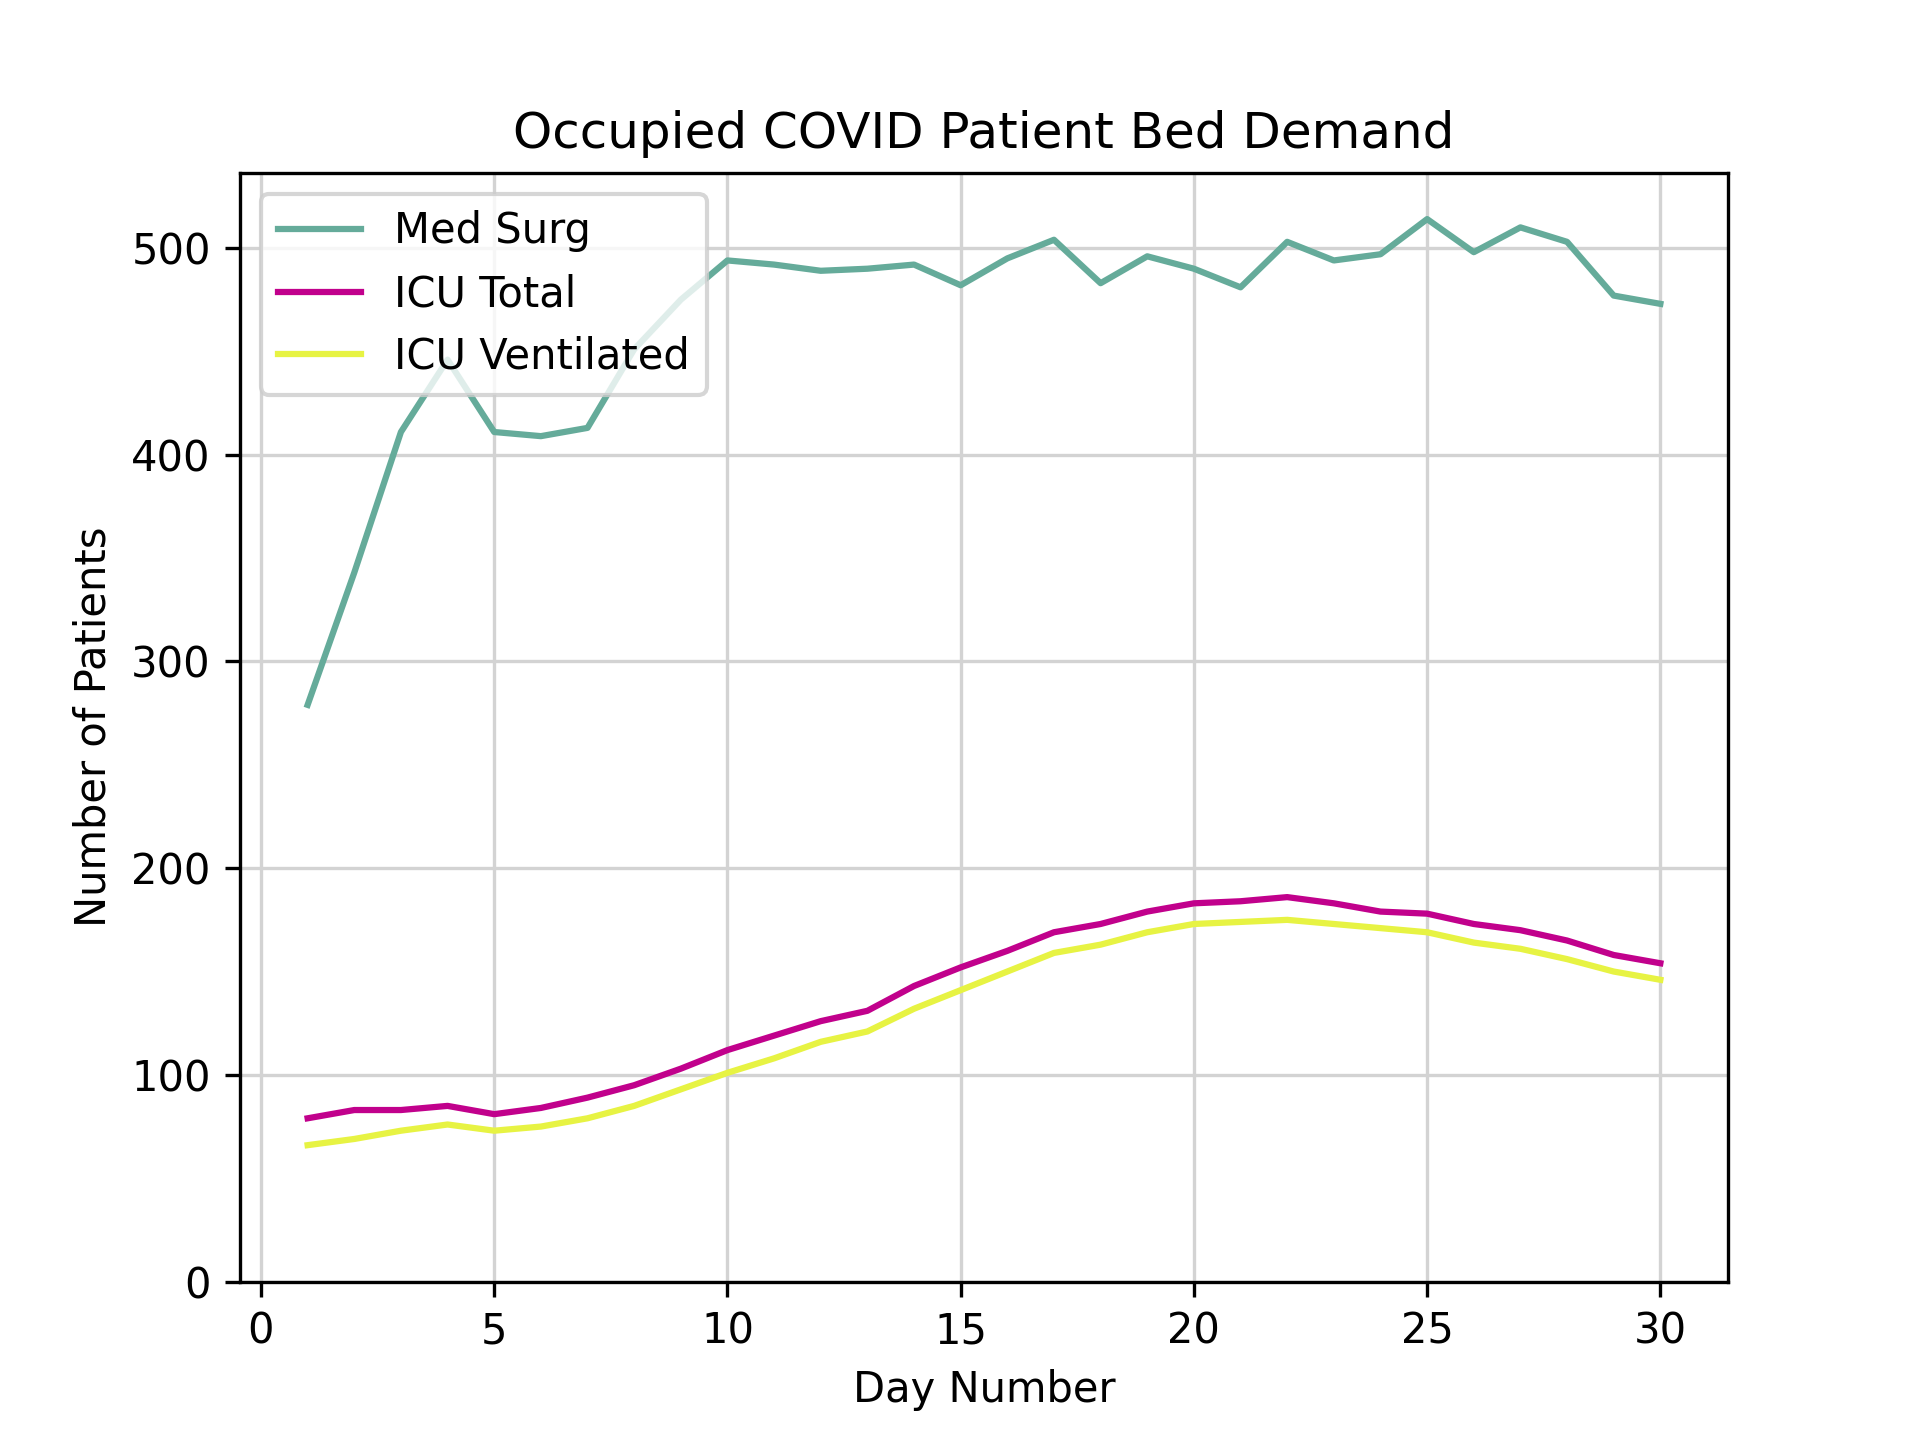 Occupied COVID Patient Bed Demand
Med Surg
ICU Total
ICU Ventilated
500
400
300
200
100
0
Number of Patients
0 5 10 15 20 25 30
Day Number